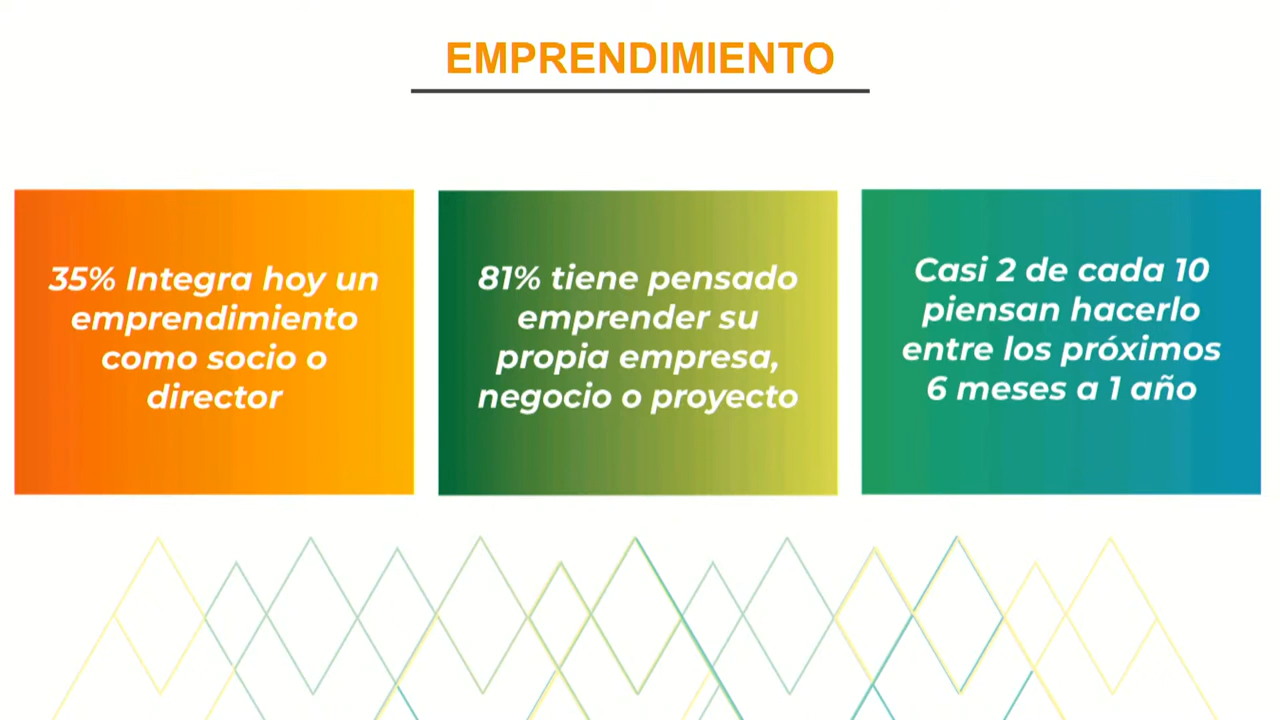 EMPRENDIMIENTO
35% Integra hoy un
emprendimiento
como socio o
director
81% tiene pensado
emprender su
propia empresa,
negocio o proyecto
Casi 2 de cada 10
piensan hacerlo
entre los próximos
6 meses a 1 año